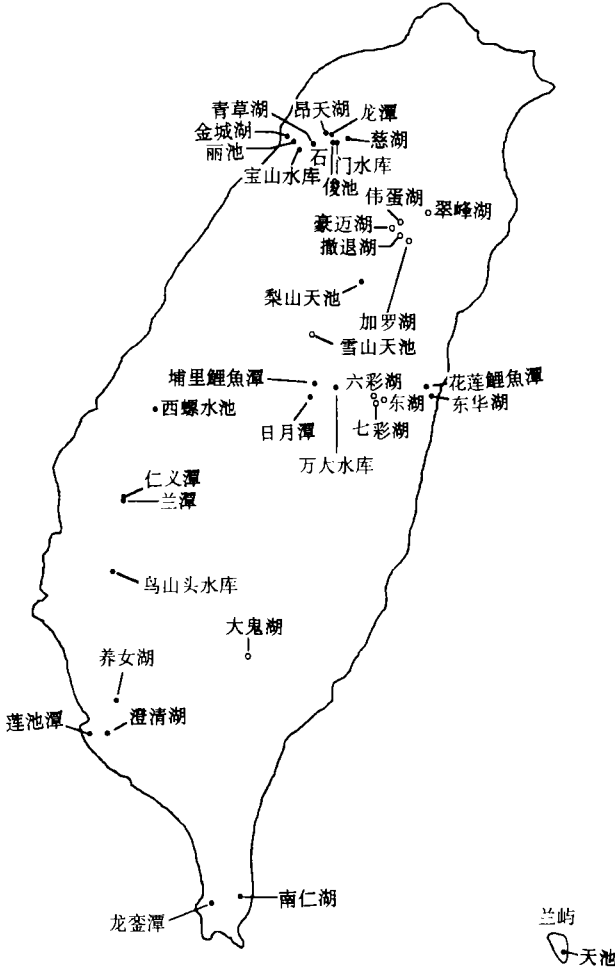 青草湖
昂天湖
龙潭
金城湖
慈湖
丽池
石门水库
宝山水库
俊池
伟蛋湖
翠峰湖
豪迈湖
撤退湖
梨山天池
加罗湖
雪山天池
埔里鲤魚潭
六彩湖
花莲鲤魚潭
西螺水池
东湖
东华湖
日月潭
七彩湖
万大水库
仁义潭
兰潭
鸟山头水库
大鬼湖
养女湖
莲池潭
澄清湖
南仁湖
龙銮潭
兰屿
天池